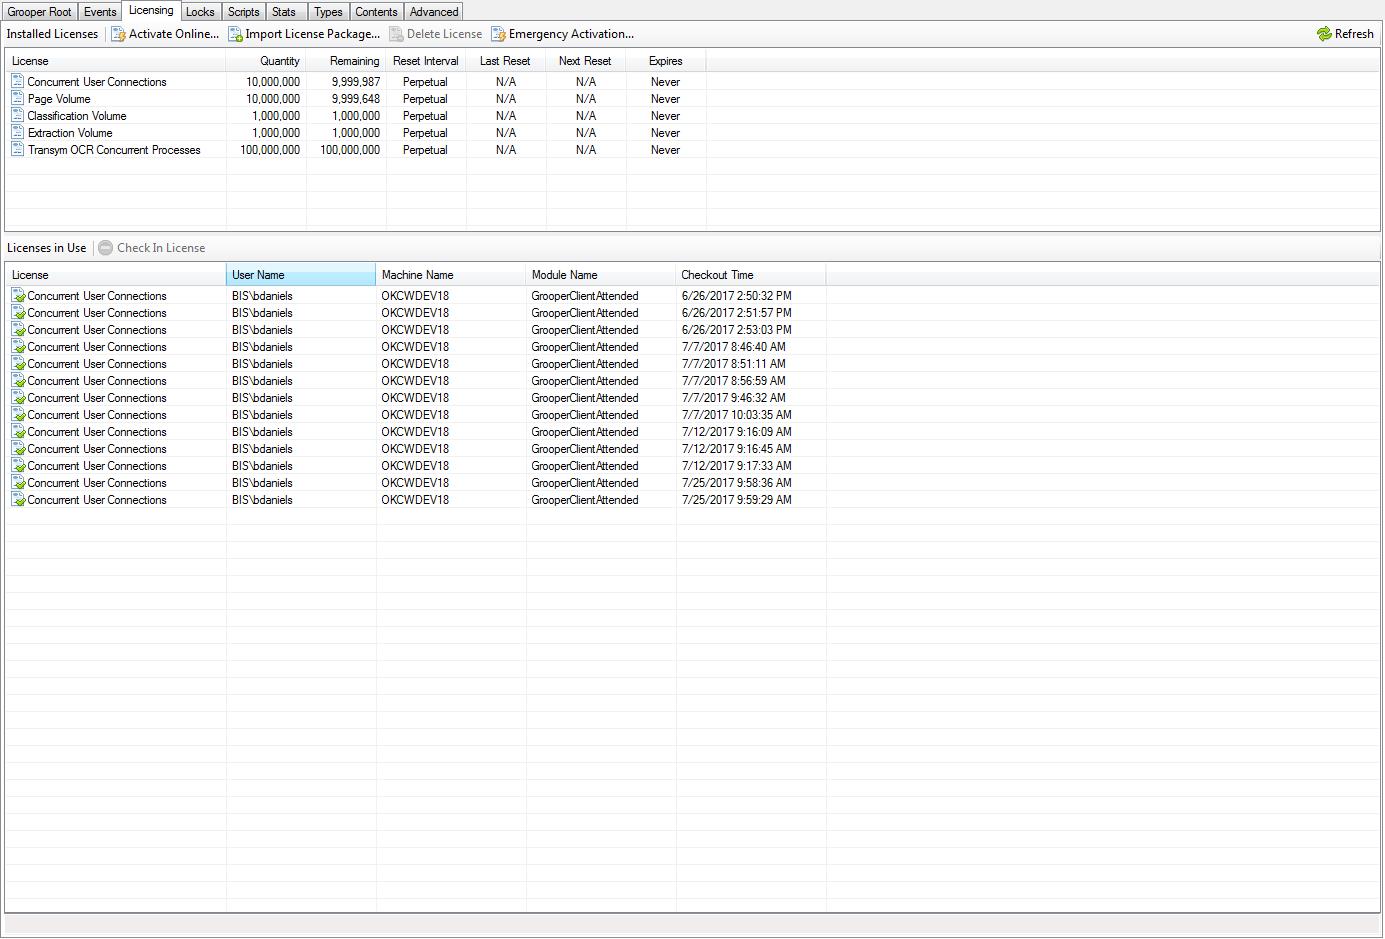 Grooper Root Events Licensing Locks Scripts Stats Types Contents Advanced
Installed Licenses Activate Online... Import License Package... Delete License Emergency Activation... Refresh
License Quantity Remaining Reset Interval Last Reset Next Reset Expires
Concurrent User Connections 10,000,000 9,999,987 Perpetual N/A N/A Never
Page Volume 10,000,000 9,999,648 Perpetual N/A N/A Never
Classification Volume 1,000,000 1,000,000 Perpetual N/A N/A Never
Extraction Volume 1,000,000 1,000,000 Perpetual N/A N/A Never
Transym OCR Concurrent Processes 100,000,000 100,000,000 Perpetual N/A N/A Never
Licenses in Use Check In License
License User Name Machine Name Module Name Checkout Time
Concurrent User Connections BIS\bdaniels OKCWDEV18 GrooperClientAttended 6/26/2017 2:50:32 PM
Concurrent User Connections BIS\bdaniels OKCWDEV18 GrooperClientAttended 6/26/2017 2:51:57 PM
Concurrent User Connections BIS\bdaniels OKCWDEV18 GrooperClientAttended 6/26/2017 2:53:03 PM
Concurrent User Connections BIS\bdaniels OKCWDEV18 GrooperClientAttended 7/7/2017 8:46:40 AM
Concurrent User Connections BIS\bdaniels OKCWDEV18 GrooperClientAttended 7/7/2017 8:51:11 AM
Concurrent User Connections BIS\bdaniels OKCWDEV18 GrooperClientAttended 7/7/2017 8:56:59 AM
Concurrent User Connections BIS\bdaniels OKCWDEV18 GrooperClientAttended 7/7/2017 9:46:32 AM
Concurrent User Connections BIS\bdaniels OKCWDEV18 GrooperClientAttended 7/7/2017 10:03:35 AM
Concurrent User Connections BIS\bdaniels OKCWDEV18 GrooperClientAttended 7/12/2017 9:16:09 AM
Concurrent User Connections BIS\bdaniels OKCWDEV18 GrooperClientAttended 7/12/2017 9:16:45 AM
Concurrent User Connections BIS\bdaniels OKCWDEV18 GrooperClientAttended 7/12/2017 9:17:33 AM
Concurrent User Connections BIS\bdaniels OKCWDEV18 GrooperClientAttended 7/25/2017 9:58:36 AM
Concurrent User Connections BIS\bdaniels OKCWDEV18 GrooperClientAttended 7/25/2017 9:59:29 AM